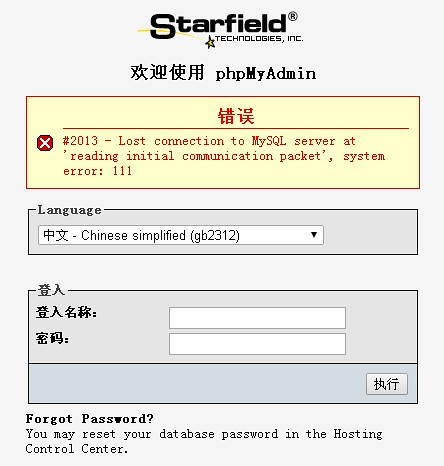 Starfield®
TECHNOLOGIES, INC.
欢迎使用 phpMyAdmin
错误
#2013 - Lost connection to MySQL server at
'reading initial communication packet', system
error: 111
Language
中文 - Chinese simplified (gb2312)
登入
登入名称:
密码:
执行
Forgot Password?
You may reset your database password in the Hosting
Control Center.